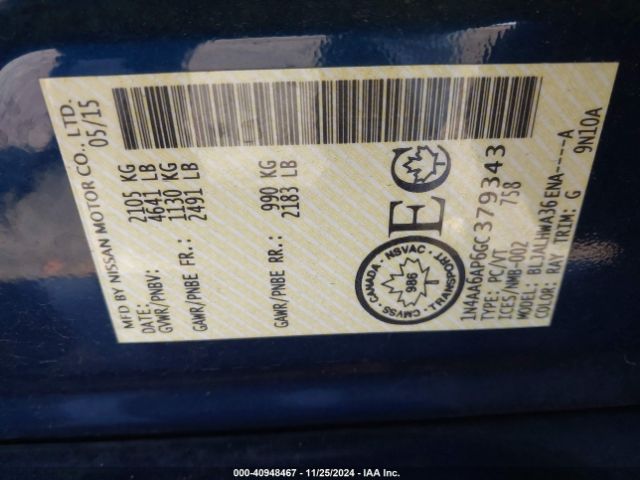 MFD BY NISSAN MOTOR CO., LTD.
DATE: 05/15
GVWR/PNBV: 2105 KG
4641 LB
GAWR/PNBE FR.: 1130 KG
2491 LB
GAWR/PNBE RR.: 990 KG
2183 LB
EC
CANADA - NSVAC - TRANSPORT - CMVSS -
986
1N4AA6AP6GC379343
TYPE: PC/VT 758
ICES/NMB-002
MODEL: BL3ALHWA36ENA----A
COLOR: RAY TRIM: G 9N10A
000-40948467 - 11/25/2024 - IAA Inc.